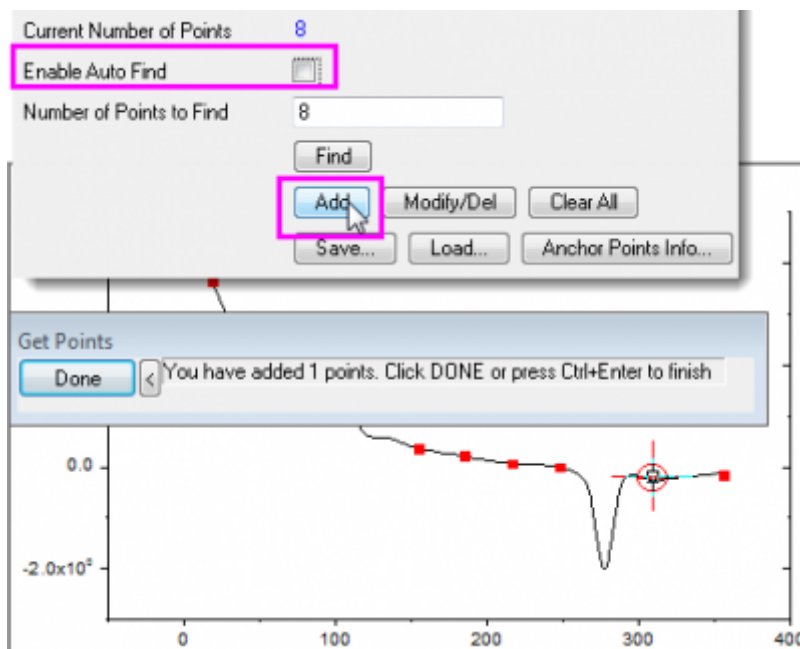 Current Number of Points 8
Enable Auto Find
Number of Points to Find 8
Find
Add Modify/Del Clear All
Save... Load... Anchor Points Info...
Get Points
Done < You have added 1 points. Click DONE or press Ctrl+Enter to finish
0.0
-2.0x10²
0 100 200 300 400